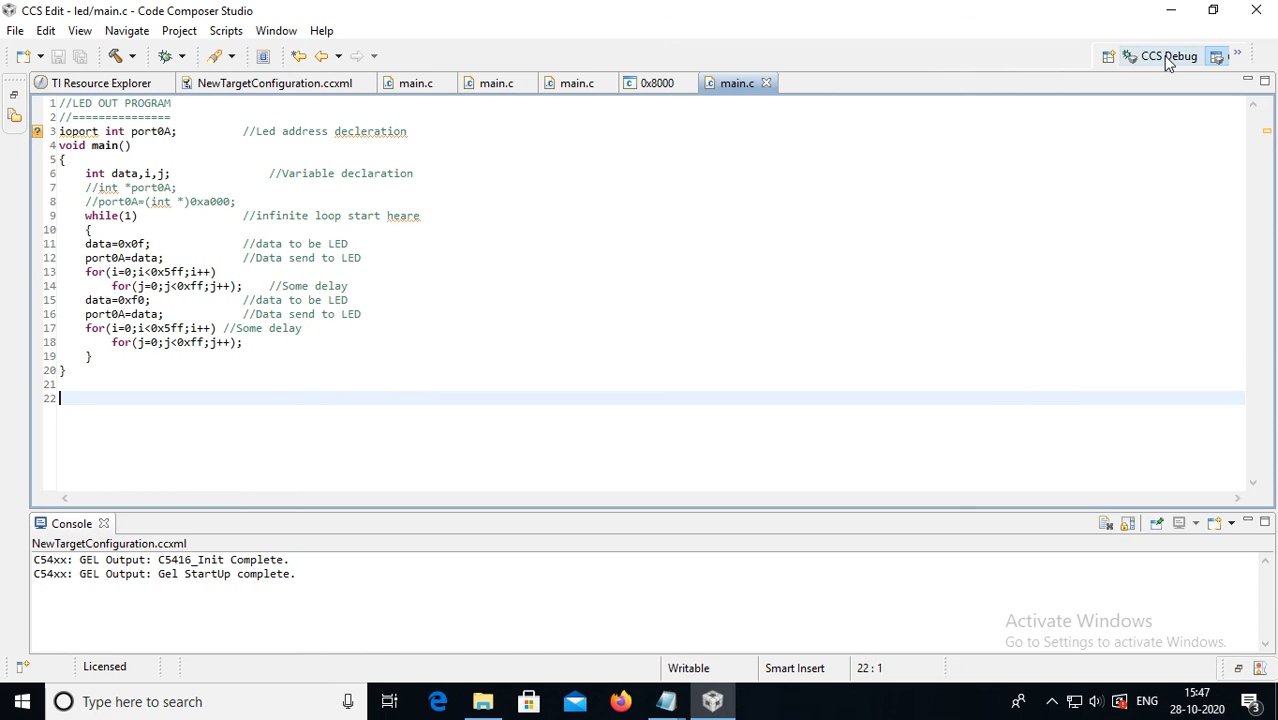 CCS Edit - led/main.c - Code Composer Studio
File Edit View Navigate Project Scripts Window Help
CCS Debug
TI Resource Explorer NewTargetConfiguration.ccxml main.c main.c main.c 0x8000 main.c
1 //LED OUT PROGRAM
2 //===============
3 ioport int port0A; //Led address decleration
4 void main()
5 {
6 int data,i,j; //Variable declaration
7 //int *port0A;
8 //port0A=(int *)0xa000;
9 while(1) //infinite loop start heare
10 {
11 data=0x0f; //data to be LED
12 port0A=data; //Data send to LED
13 for(i=0;i<0x5ff;i++)
14 for(j=0;j<0xff;j++); //Some delay
15 data=0xf0; //data to be LED
16 port0A=data; //Data send to LED
17 for(i=0;i<0x5ff;i++) //Some delay
18 for(j=0;j<0xff;j++);
19 }
20 }
21
22
Console
NewTargetConfiguration.ccxml
C54xx: GEL Output: C5416_Init Complete.
C54xx: GEL Output: Gel StartUp complete.
Activate Windows
Go to Settings to activate Windows.
Licensed Writable Smart Insert 22 : 1
Type here to search ENG 15:47
28-10-2020 3